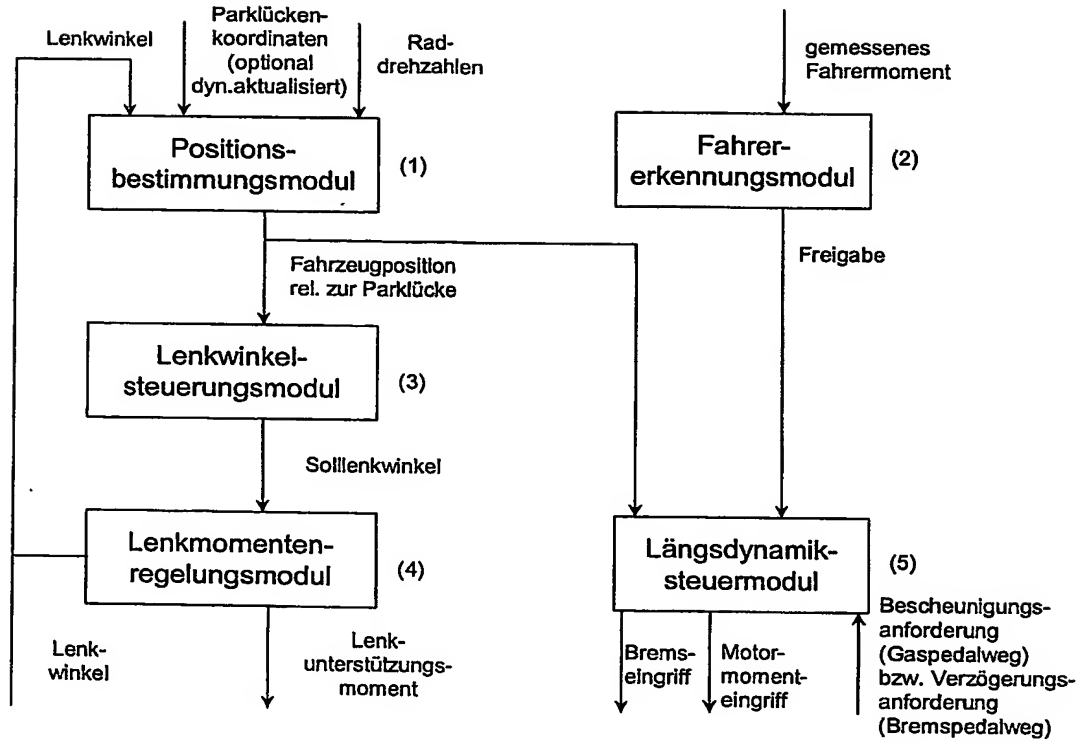 Lenkwinkel
Parklücken-
koordinaten
(optional
dyn.aktualisiert)
Rad-
drehzahlen
gemessenes
Fahrermoment
Positions-
bestimmungsmodul
(1)
Fahrer-
erkennungsmodul
(2)
Fahrzeugposition
rel. zur Parklücke
Freigabe
Lenkwinkel-
steuerungsmodul
(3)
Solllenkwinkel
Lenkmomenten-
regelungsmodul
(4)
Längsdynamik-
steuermodul
(5)
Lenk-
winkel
Lenk-
unterstützungs-
moment
Brems-
eingriff
Motor-
moment-
eingriff
Bescheunigungs-
anforderung
(Gaspedalweg)
bzw. Verzögerungs-
anforderung
(Bremspedalweg)